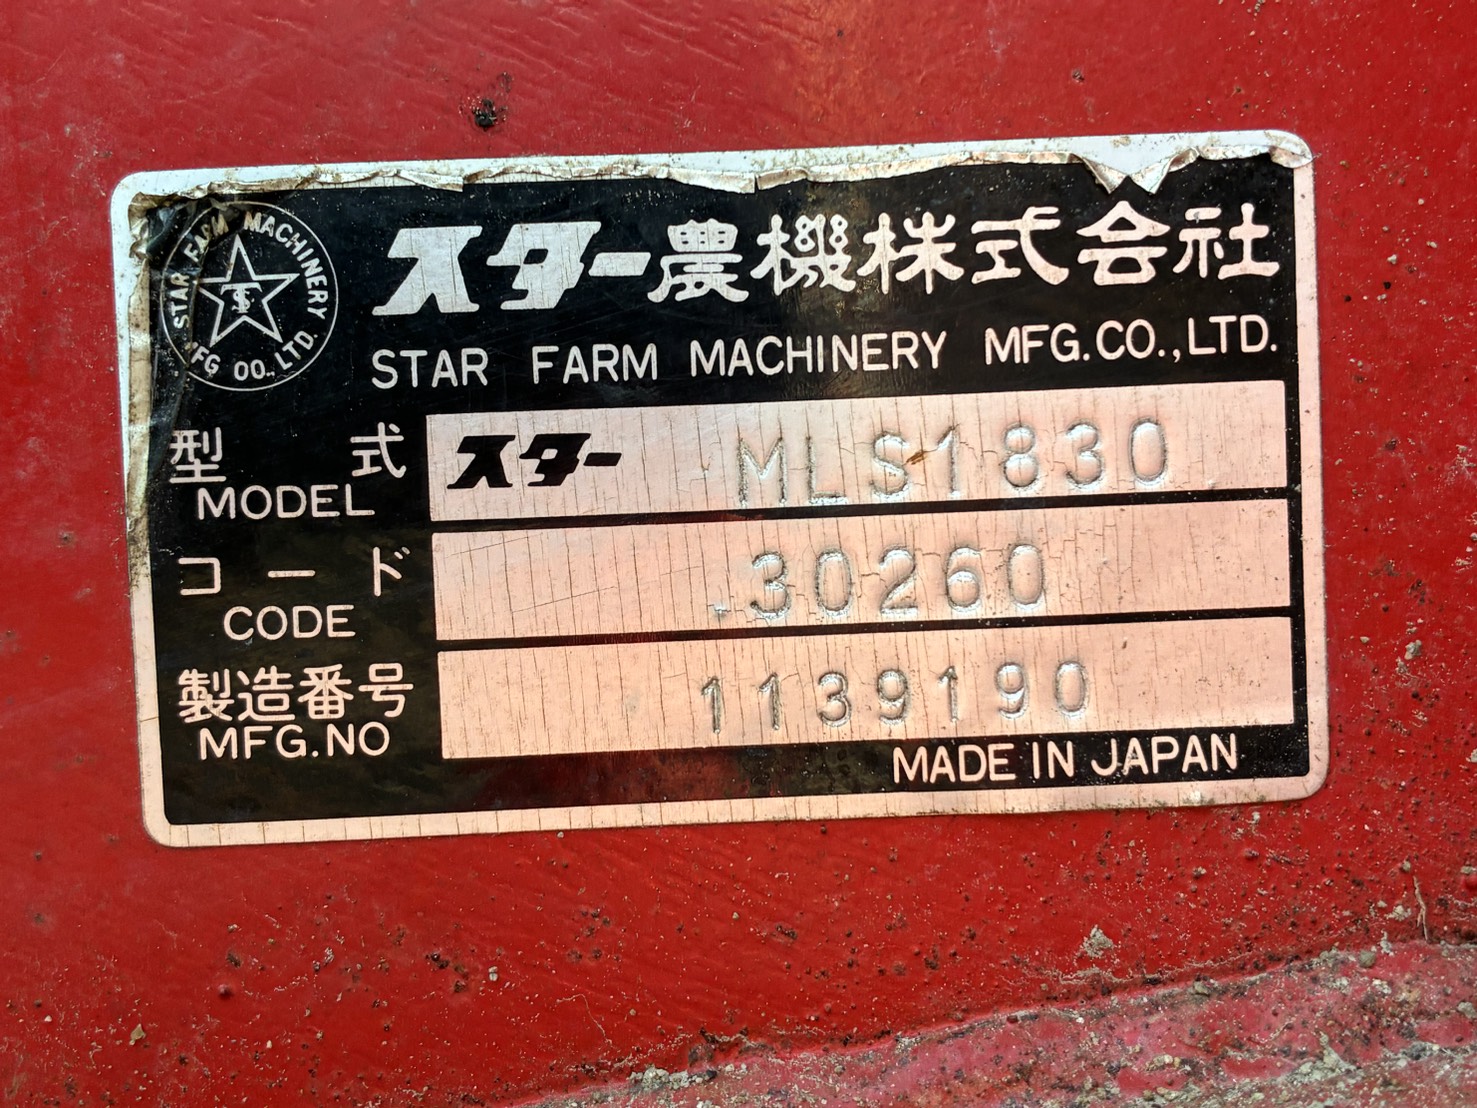 STAR FARM MACHINERY MFG CO., LTD.
TS
スター農機株式会社
STAR FARM MACHINERY MFG.CO.,LTD.
型式 スター MLS1830
MODEL
コード 30260
CODE
製造番号 1139190
MFG.NO
MADE IN JAPAN